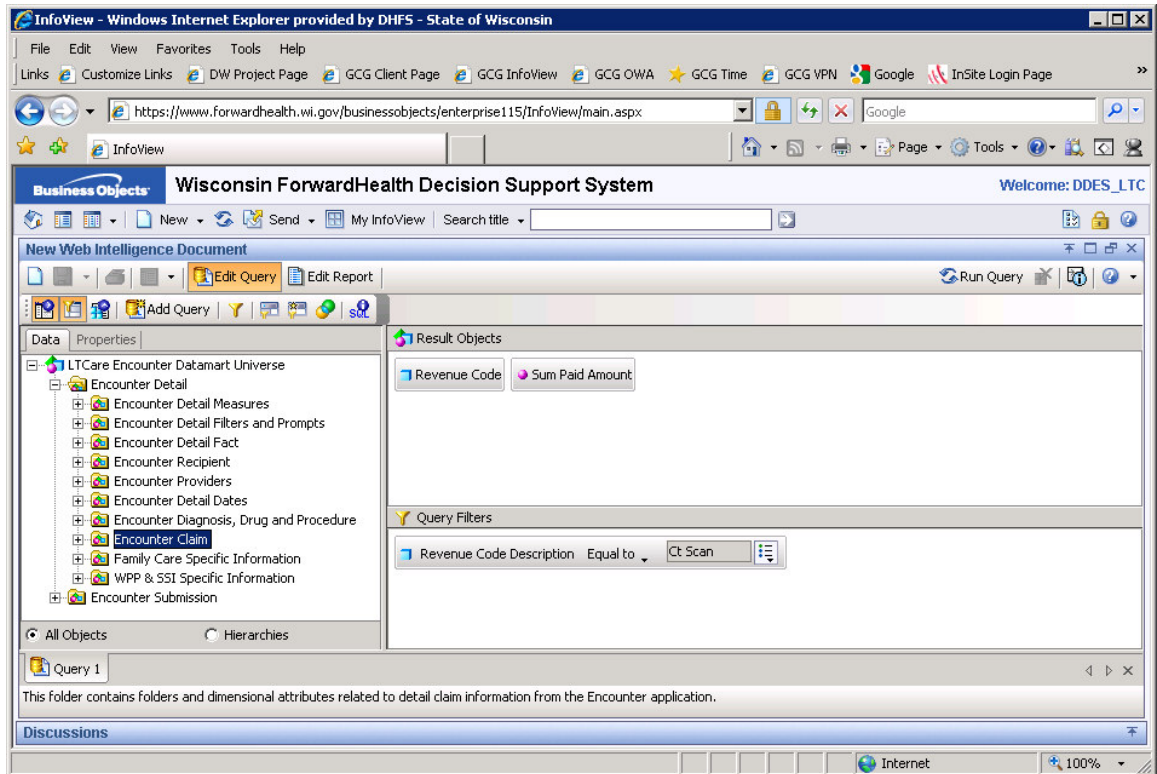 InfoView - Windows Internet Explorer provided by DHFS - State of Wisconsin
File Edit View Favorites Tools Help
Links Customize Links DW Project Page GCG Client Page GCG InfoView GCG OWA GCG Time GCG VPN Google InSite Login Page »
https://www.forwardhealth.wi.gov/businessobjects/enterprise115/InfoView/main.aspx Google
InfoView Page Tools
Business Objects Wisconsin ForwardHealth Decision Support System Welcome: DDES_LTC
New Send My InfoView Search title
New Web Intelligence Document
Edit Query Edit Report Run Query
Add Query SQL
Data Properties Result Objects
LTCare Encounter Datamart Universe
Revenue Code Sum Paid Amount
Encounter Detail
Encounter Detail Measures
Encounter Detail Filters and Prompts
Encounter Detail Fact
Encounter Recipient
Encounter Providers
Encounter Detail Dates
Encounter Diagnosis, Drug and Procedure
Query Filters
Encounter Claim
Revenue Code Description Equal to Ct Scan
Family Care Specific Information
WPP & SSI Specific Information
Encounter Submission
All Objects Hierarchies
Query 1
This folder contains folders and dimensional attributes related to detail claim information from the Encounter application.
Discussions
Internet 100%